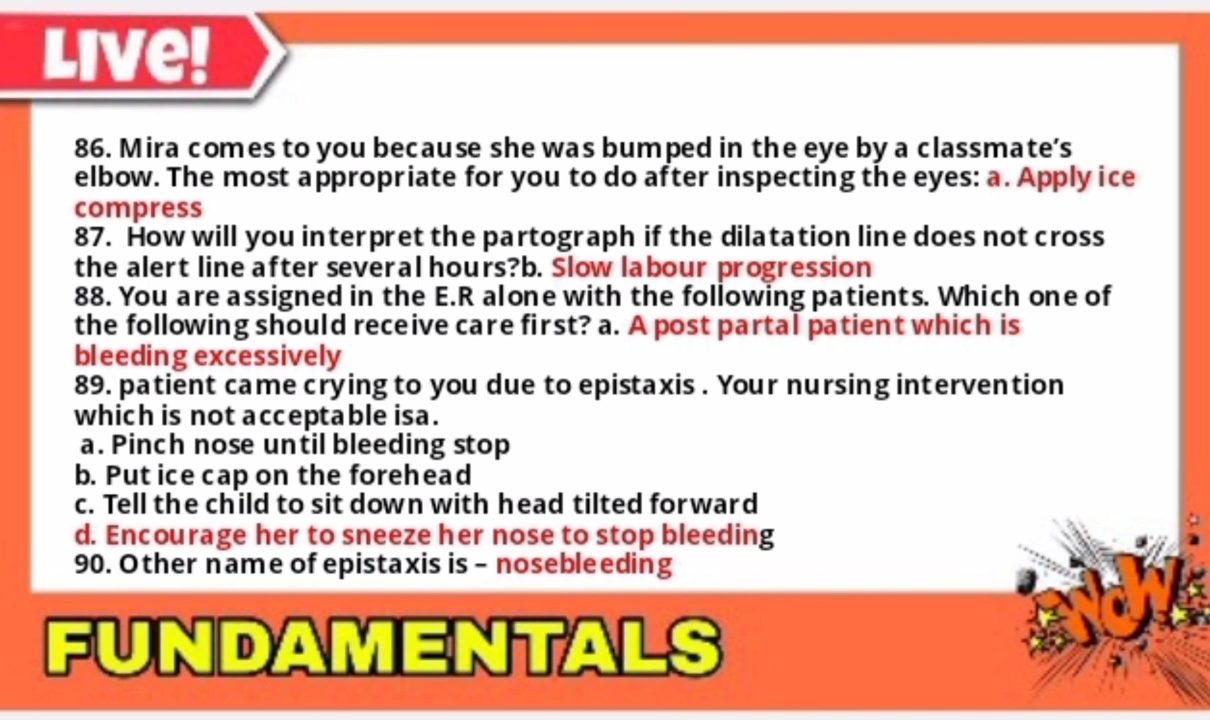 LIVe!
86. Mira comes to you because she was bumped in the eye by a classmate's
elbow. The most appropriate for you to do after inspecting the eyes: a. Apply ice
compress
87. How will you interpret the partograph if the dilatation line does not cross
the alert line after several hours?b. Slow labour progression
88. You are assigned in the E.R alone with the following patients. Which one of
the following should receive care first? a. A post partal patient which is
bleeding excessively
89. patient came crying to you due to epistaxis . Your nursing intervention
which is not acceptable isa.
a. Pinch nose until bleeding stop
b. Put ice cap on the forehead
c. Tell the child to sit down with head tilted forward
d. Encourage her to sneeze her nose to stop bleeding
90. Other name of epistaxis is – nosebleeding
WOW
FUNDAMENTALS